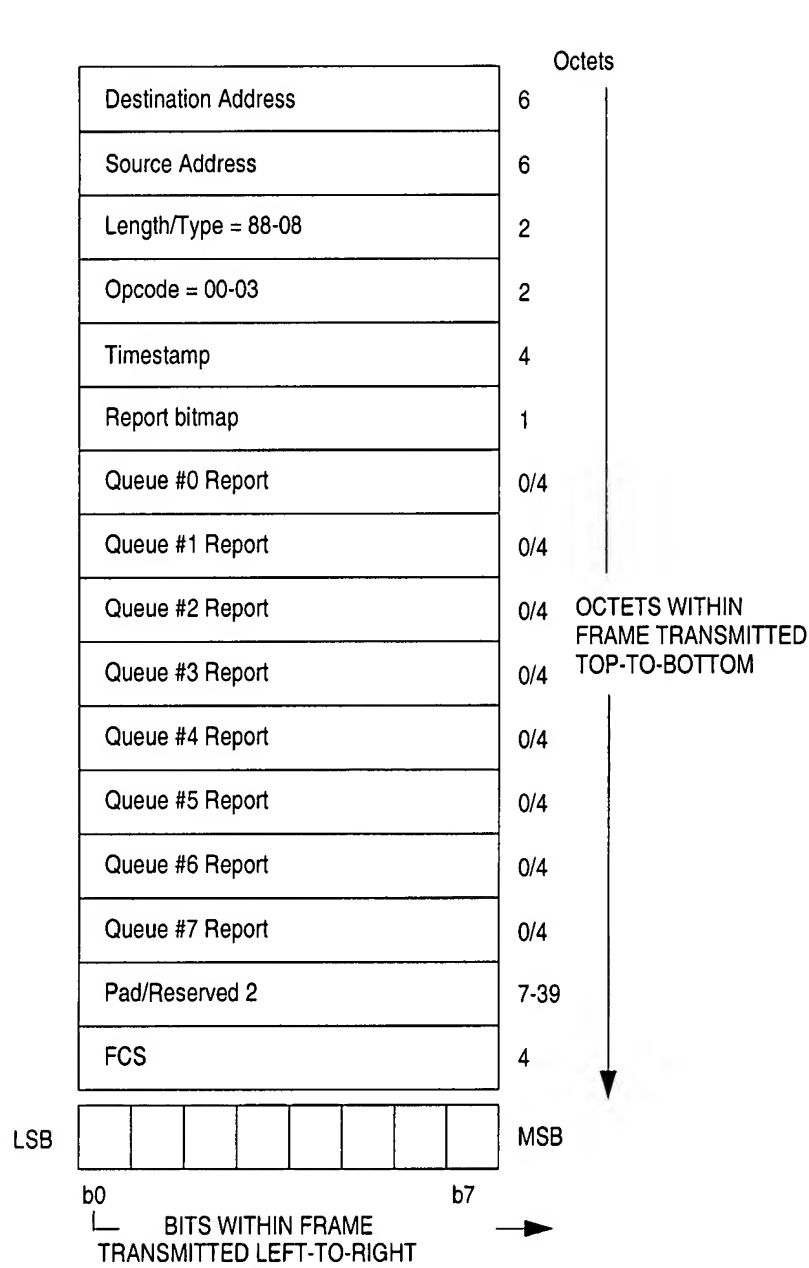 Octets
Destination Address 6
Source Address 6
Length/Type = 88-08 2
Opcode = 00-03 2
Timestamp 4
Report bitmap 1
Queue #0 Report 0/4
Queue #1 Report 0/4
Queue #2 Report 0/4
Queue #3 Report 0/4
Queue #4 Report 0/4
Queue #5 Report 0/4
Queue #6 Report 0/4
Queue #7 Report 0/4
Pad/Reserved 2 7-39
FCS 4
OCTETS WITHIN
FRAME TRANSMITTED
TOP-TO-BOTTOM
LSB MSB
b0 b7
BITS WITHIN FRAME
TRANSMITTED LEFT-TO-RIGHT